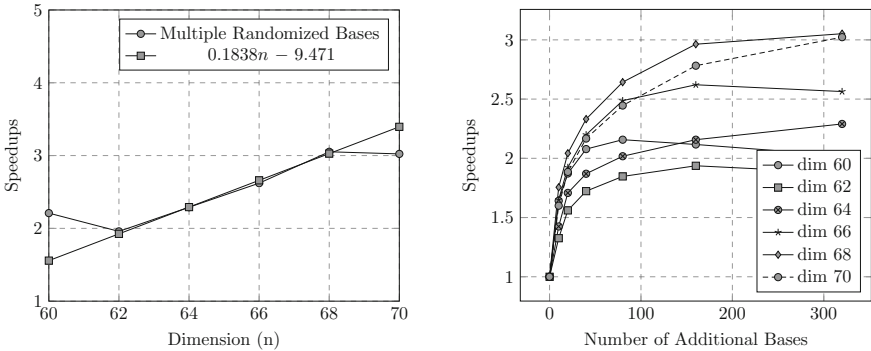 5
4
3
2
1
Speedups
Multiple Randomized Bases
0.1838n − 9.471
60 62 64 66 68 70
Dimension (n)
3
2.5
2
1.5
1
Speedups
dim 60
dim 62
dim 64
dim 66
dim 68
dim 70
0 100 200 300
Number of Additional Bases